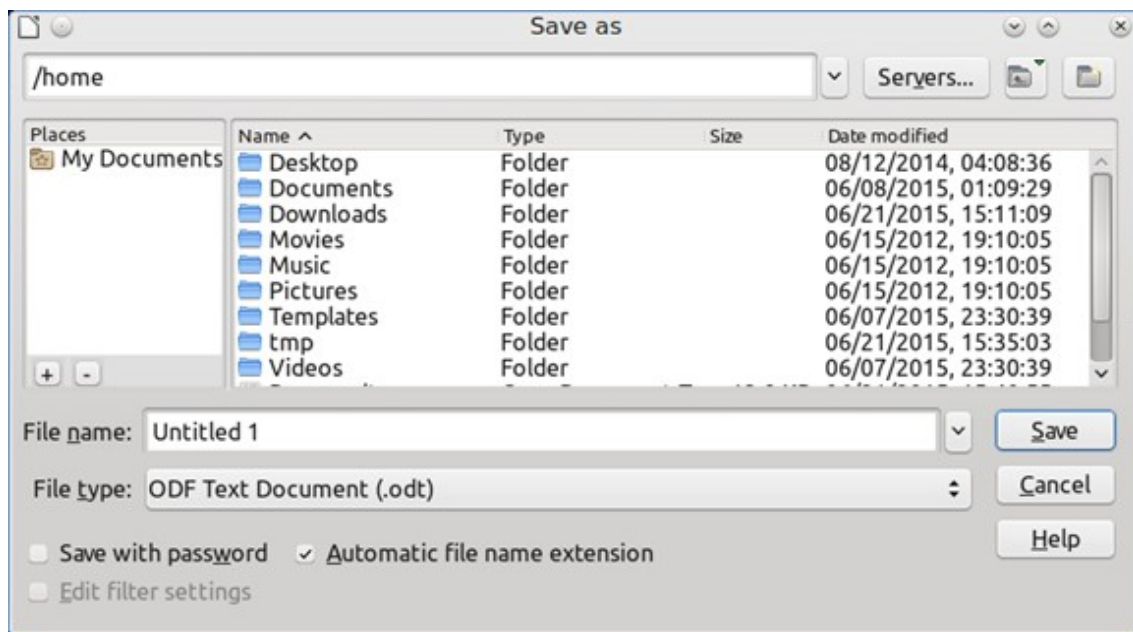 Save as
/home
Servers...
Places
My Documents
+ -
Name Type Size Date modified
Desktop Folder 08/12/2014, 04:08:36
Documents Folder 06/08/2015, 01:09:29
Downloads Folder 06/21/2015, 15:11:09
Movies Folder 06/15/2012, 19:10:05
Music Folder 06/15/2012, 19:10:05
Pictures Folder 06/15/2012, 19:10:05
Templates Folder 06/07/2015, 23:30:39
tmp Folder 06/21/2015, 15:35:03
Videos Folder 06/07/2015, 23:30:39
File name: Untitled 1 Save
File type: ODF Text Document (.odt) Cancel
Save with password Automatic file name extension Help
Edit filter settings